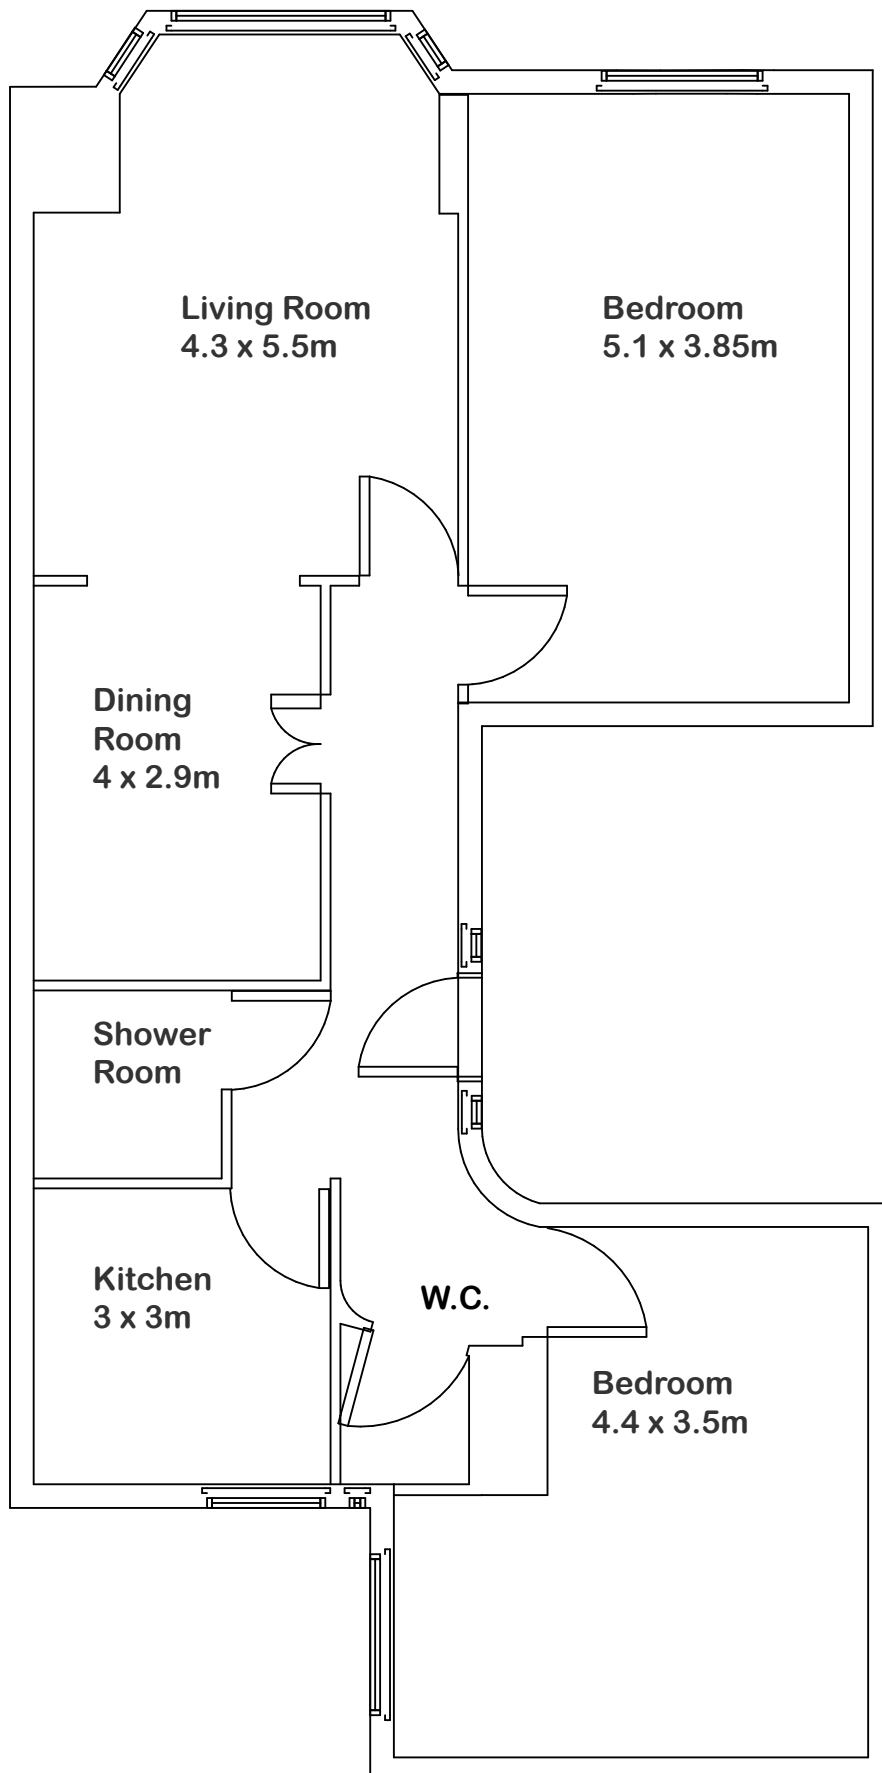 Living Room
4.3 x 5.5m
Bedroom
5.1 x 3.85m
Dining
Room
4 x 2.9m
Shower
Room
Kitchen
3 x 3m
W.C.
Bedroom
4.4 x 3.5m